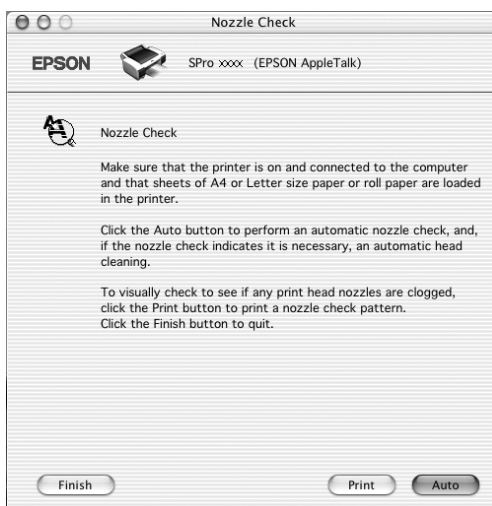 Nozzle Check
EPSON SPro xxxx (EPSON AppleTalk)
Nozzle Check
Make sure that the printer is on and connected to the computer
and that sheets of A4 or Letter size paper or roll paper are loaded
in the printer.
Click the Auto button to perform an automatic nozzle check, and,
if the nozzle check indicates it is necessary, an automatic head
cleaning.
To visually check to see if any print head nozzles are clogged,
click the Print button to print a nozzle check pattern.
Click the Finish button to quit.
Finish Print Auto